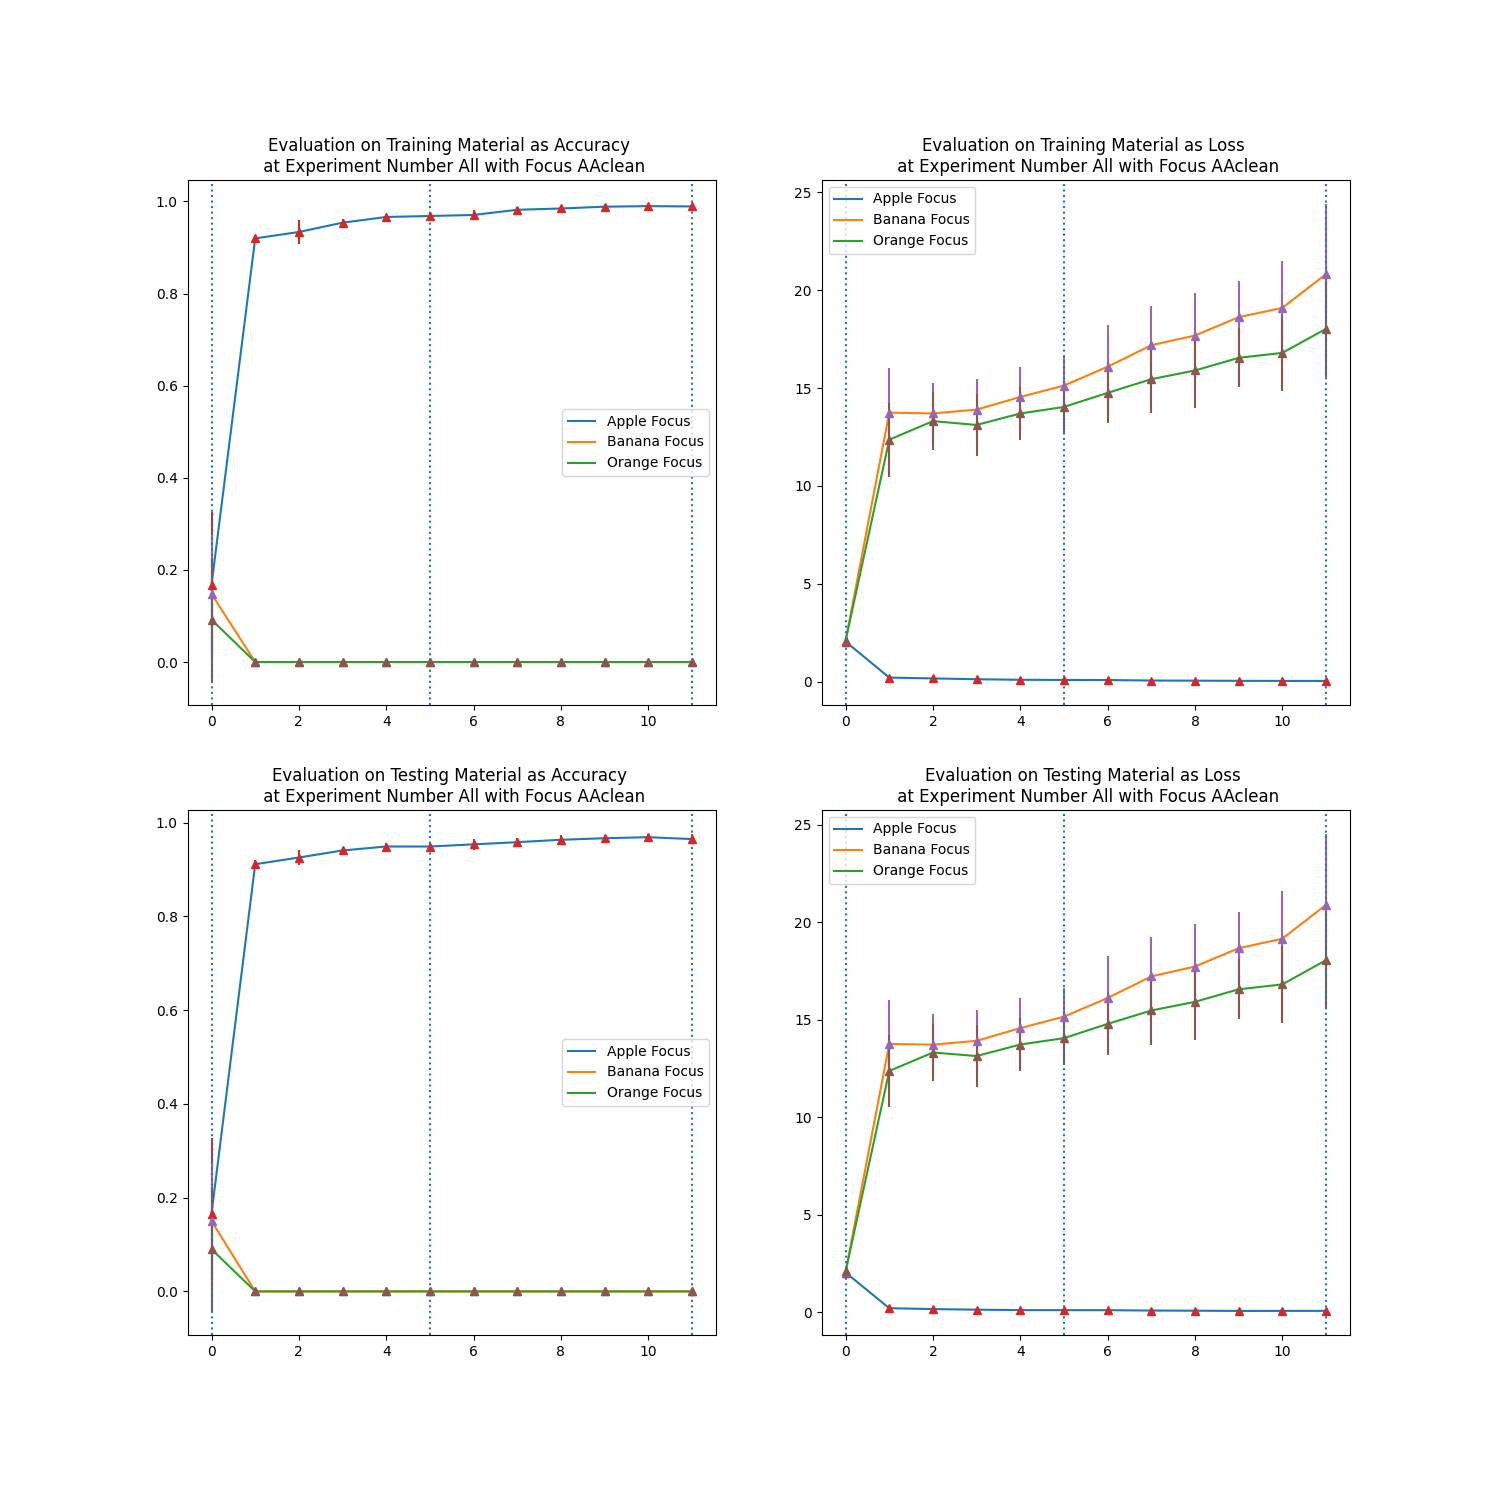 Evaluation on Training Material as Accuracy
at Experiment Number All with Focus AAclean
1.0
0.8
0.6
0.4
0.2
0.0
Apple Focus
Banana Focus
Orange Focus
0 2 4 6 8 10
Evaluation on Training Material as Loss
at Experiment Number All with Focus AAclean
25
20
15
10
5
0
Apple Focus
Banana Focus
Orange Focus
0 2 4 6 8 10
Evaluation on Testing Material as Accuracy
at Experiment Number All with Focus AAclean
1.0
0.8
0.6
0.4
0.2
0.0
Apple Focus
Banana Focus
Orange Focus
0 2 4 6 8 10
Evaluation on Testing Material as Loss
at Experiment Number All with Focus AAclean
25
20
15
10
5
0
Apple Focus
Banana Focus
Orange Focus
0 2 4 6 8 10